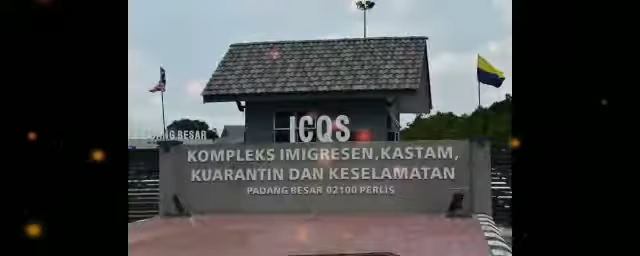 PADANG BESAR
ICQS
KOMPLEKS IMIGRESEN, KASTAM,
KUARANTIN DAN KESELAMATAN
PADANG BESAR 02100 PERLIS